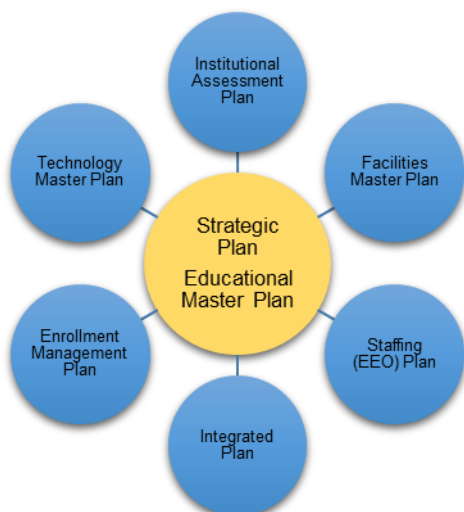 Institutional
Assessment
Plan
Technology
Master Plan
Facilities
Master Plan
Strategic
Plan
Educational
Master Plan
Enrollment
Management
Plan
Staffing
(EEO) Plan
Integrated
Plan